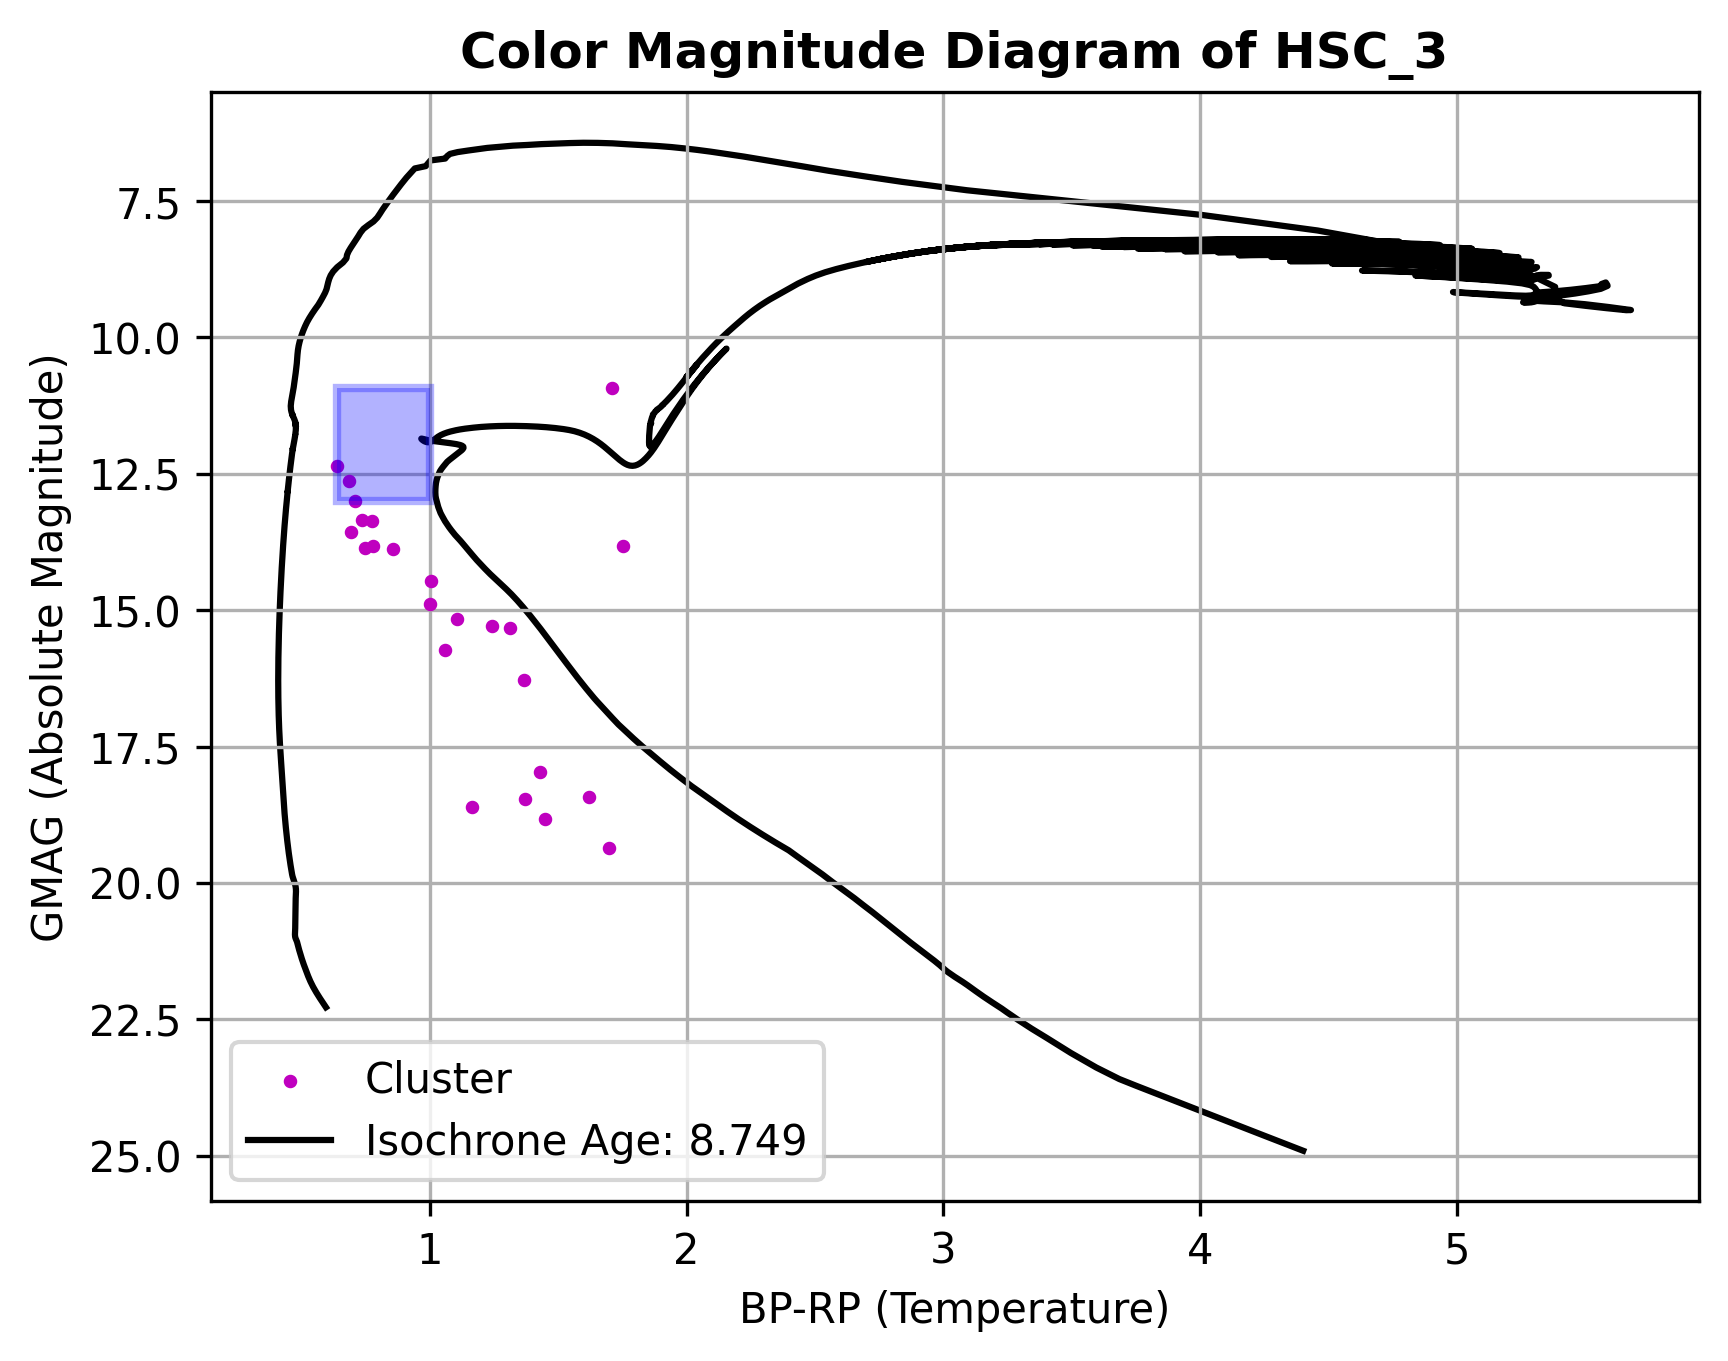 Color Magnitude Diagram of HSC_3
GMAG (Absolute Magnitude)
7.5
10.0
12.5
15.0
17.5
20.0
22.5
25.0
Cluster
Isochrone Age: 8.749
1 2 3 4 5
BP-RP (Temperature)